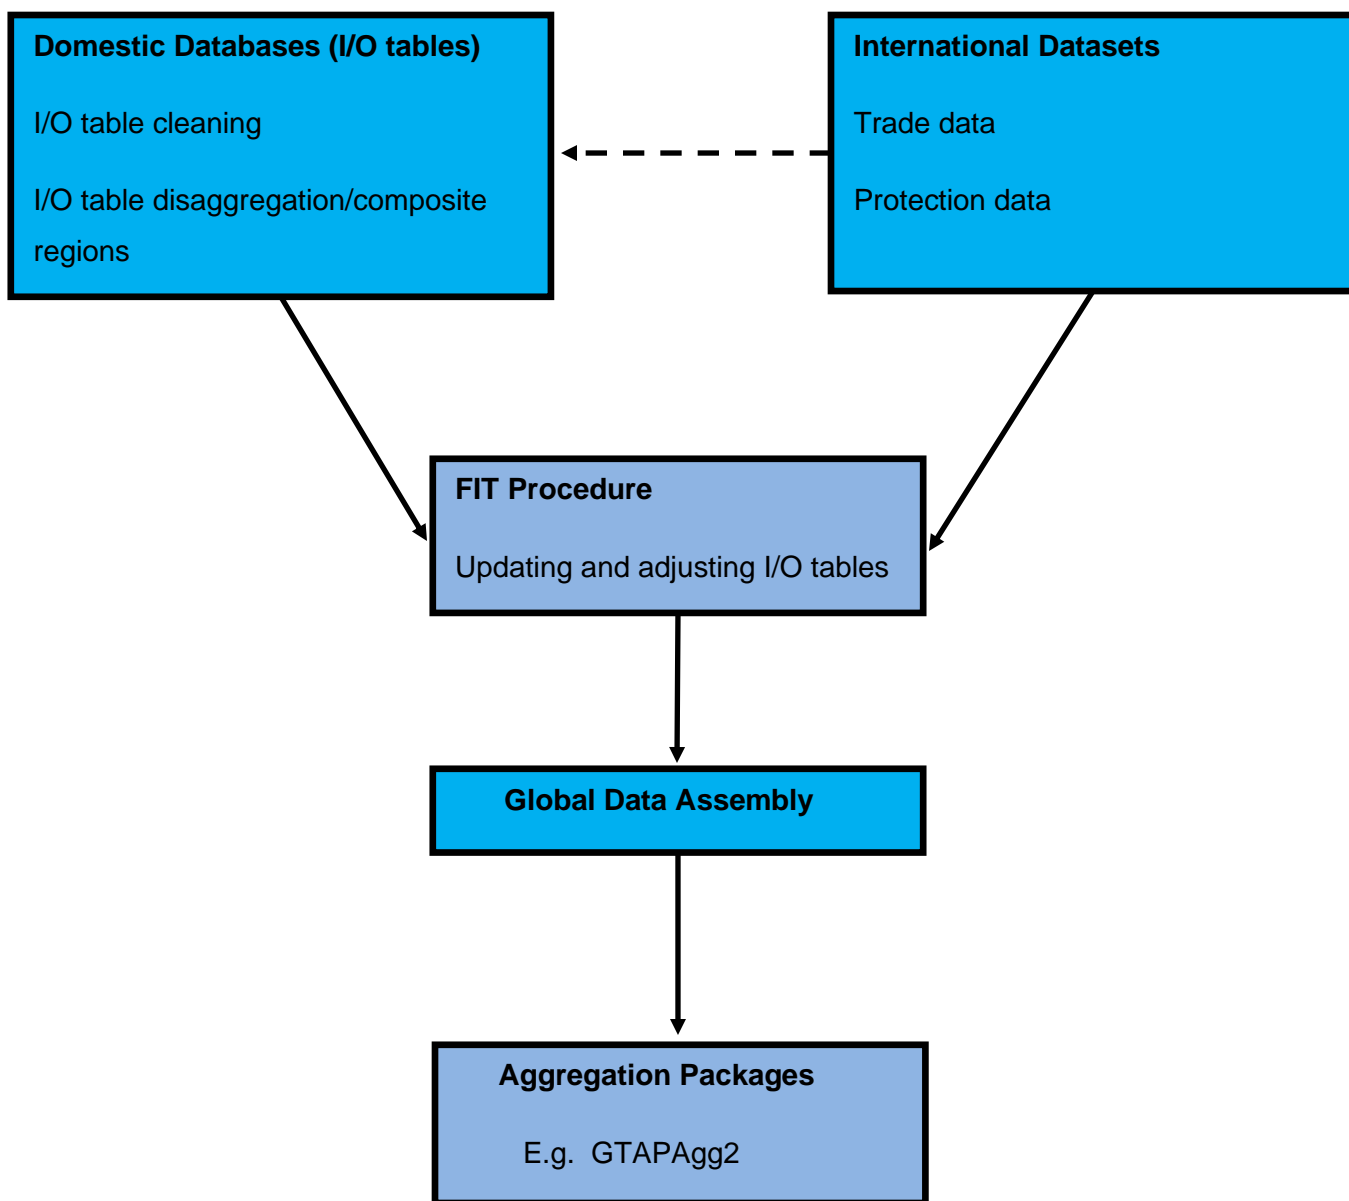 Domestic Databases (I/O tables)
I/O table cleaning
I/O table disaggregation/composite
regions
International Datasets
Trade data
Protection data
FIT Procedure
Updating and adjusting I/O tables
Global Data Assembly
Aggregation Packages
E.g. GTAPAgg2